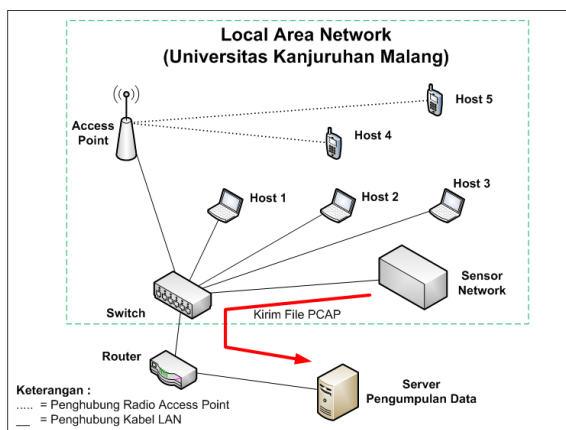 Local Area Network
(Universitas Kanjuruhan Malang)
Access
Point
Host 5
Host 4
Host 1
Host 2
Host 3
Sensor
Network
Switch
Kirim File PCAP
Router
Server
Pengumpulan Data
Keterangan :
..... = Penghubung Radio Access Point
__ = Penghubung Kabel LAN